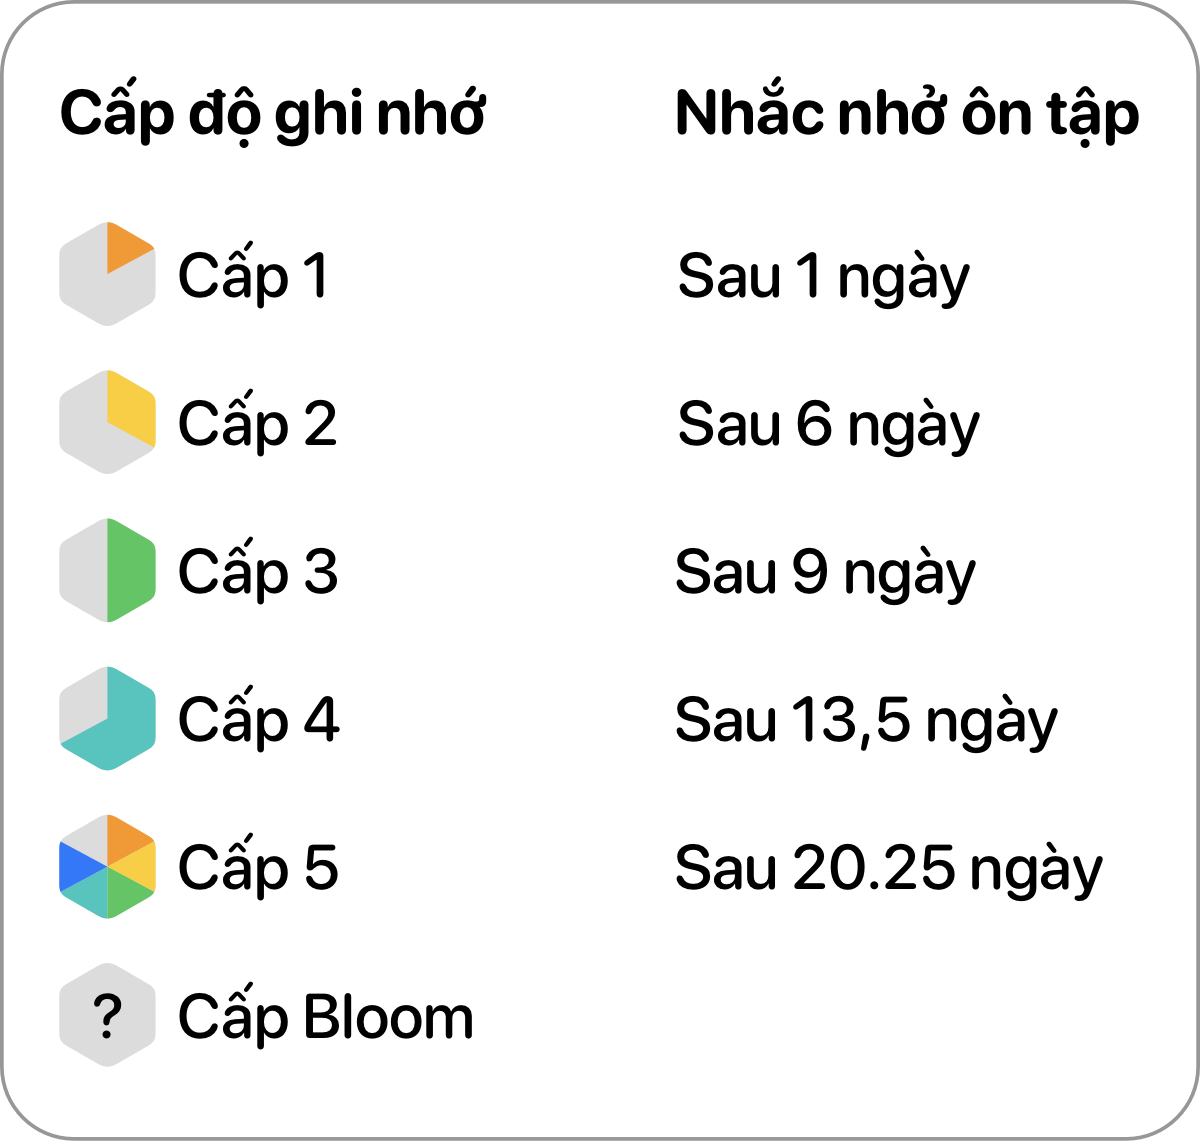 Cấp độ ghi nhớ Nhắc nhở ôn tập
Cấp 1 Sau 1 ngày
Cấp 2 Sau 6 ngày
Cấp 3 Sau 9 ngày
Cấp 4 Sau 13,5 ngày
Cấp 5 Sau 20.25 ngày
? Cấp Bloom